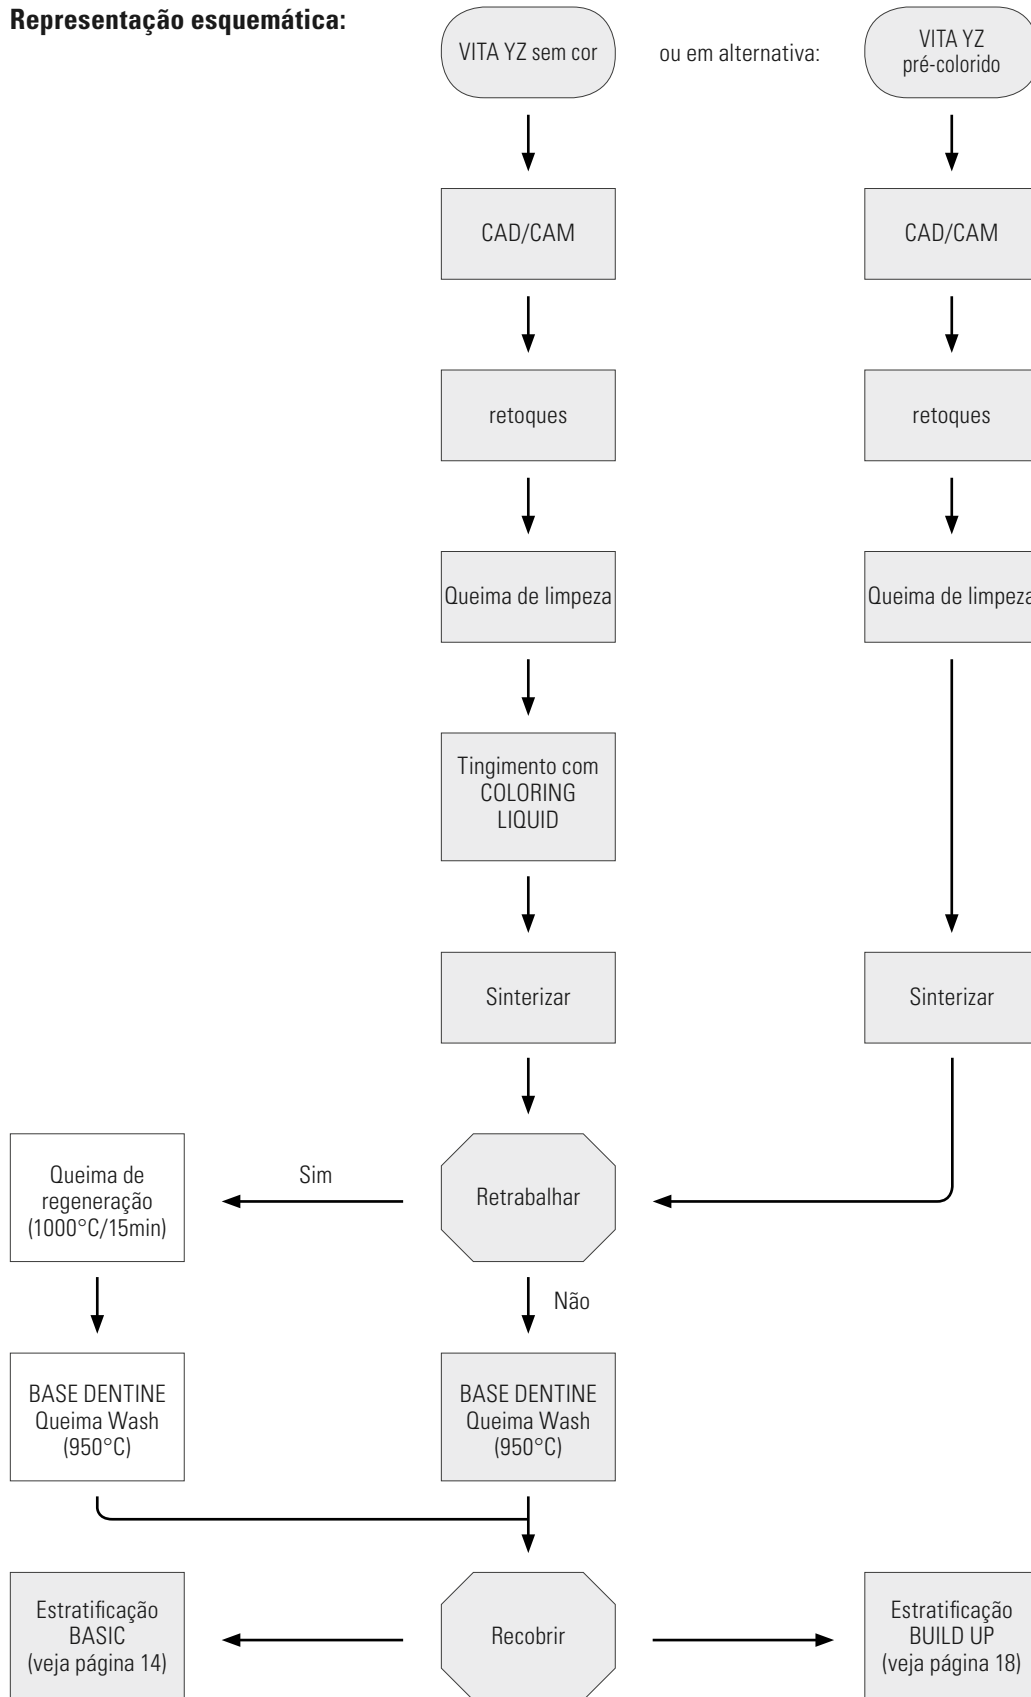 Representação esquemática:
VITA YZ sem cor
ou em alternativa:
VITA YZ
pré-colorido
CAD/CAM
CAD/CAM
retoques
retoques
Queima de limpeza
Queima de limpeza
Tingimento com
COLORING
LIQUID
Sinterizar
Sinterizar
Queima de
regeneração
(1000°C/15min)
Sim
Retrabalhar
Não
BASE DENTINE
Queima Wash
(950°C)
BASE DENTINE
Queima Wash
(950°C)
Estratificação
BASIC
(veja página 14)
Recobrir
Estratificação
BUILD UP
(veja página 18)